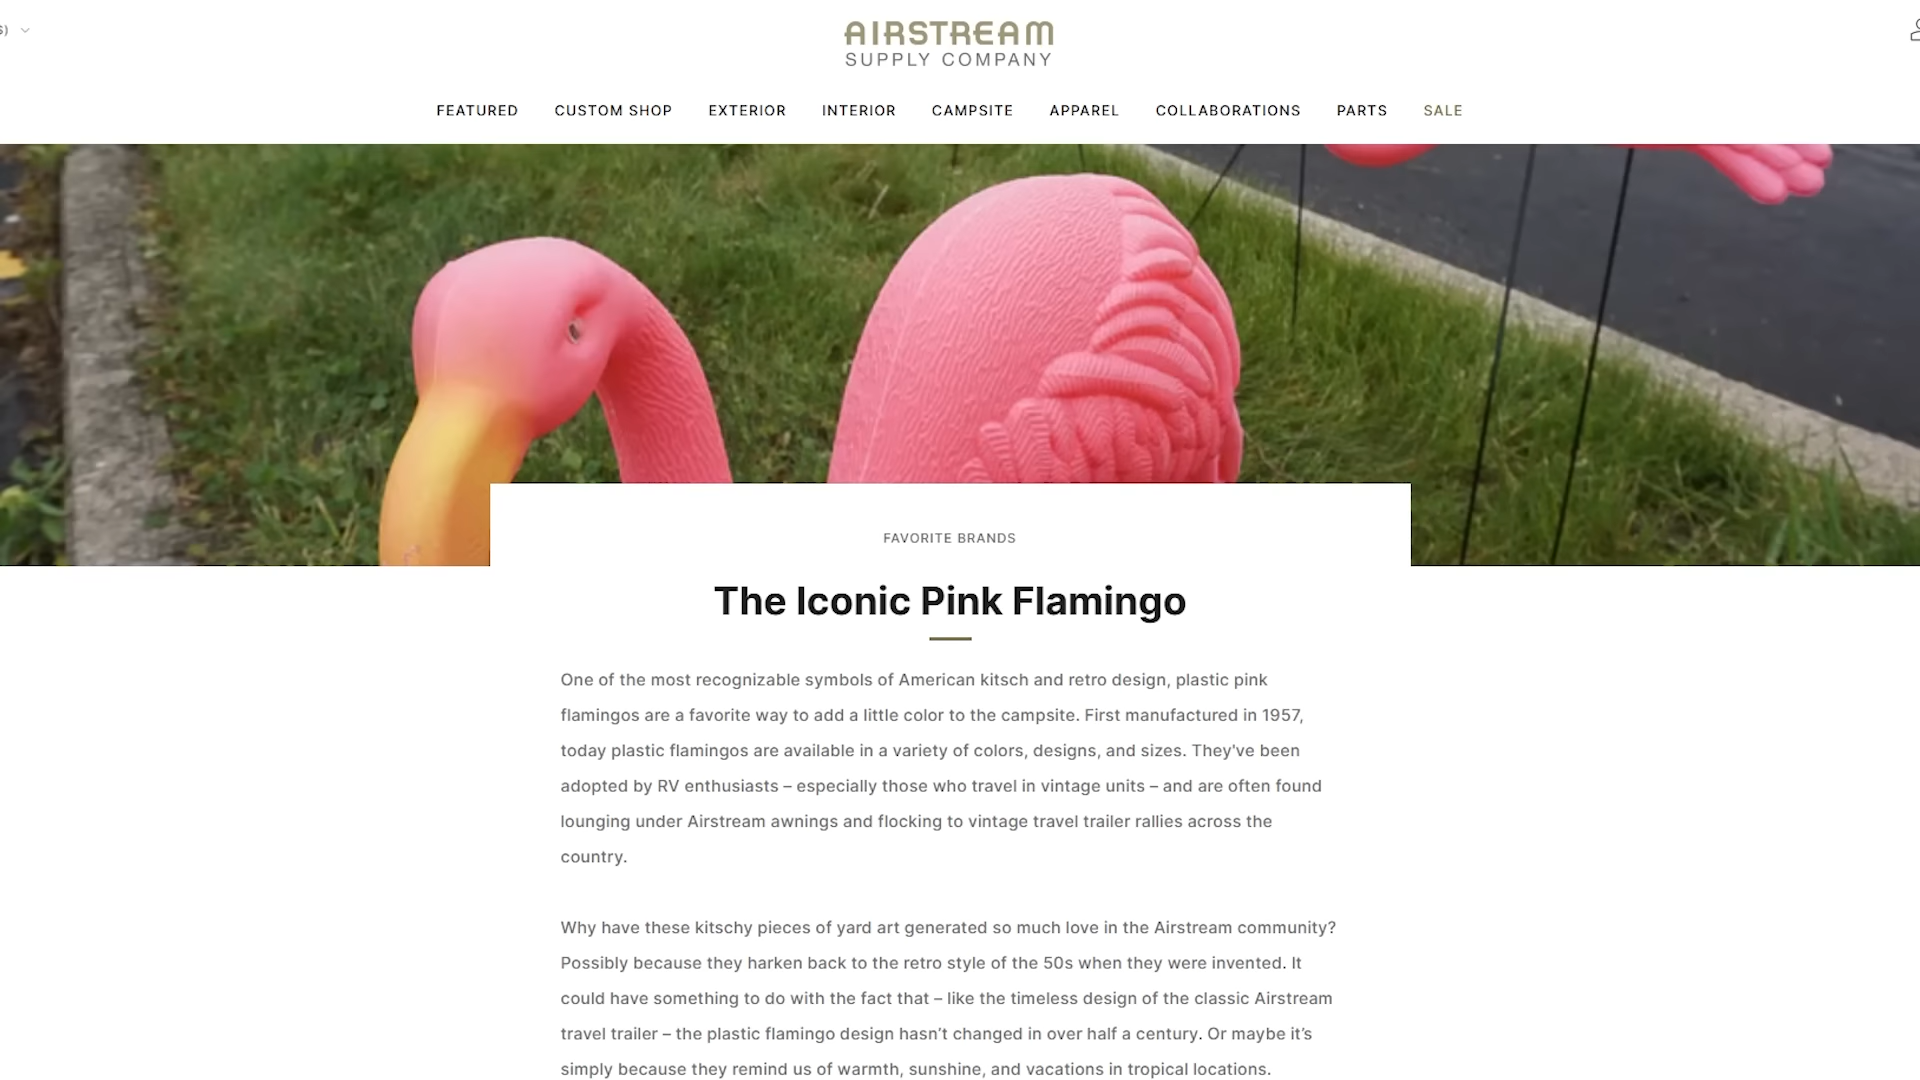 AIRSTREAM
SUPPLY COMPANY
FEATURED CUSTOM SHOP EXTERIOR INTERIOR CAMPSITE APPAREL COLLABORATIONS PARTS SALE
FAVORITE BRANDS
The Iconic Pink Flamingo
One of the most recognizable symbols of American kitsch and retro design, plastic pink
flamingos are a favorite way to add a little color to the campsite. First manufactured in 1957,
today plastic flamingos are available in a variety of colors, designs, and sizes. They've been
adopted by RV enthusiasts – especially those who travel in vintage units – and are often found
lounging under Airstream awnings and flocking to vintage travel trailer rallies across the
country.
Why have these kitschy pieces of yard art generated so much love in the Airstream community?
Possibly because they harken back to the retro style of the 50s when they were invented. It
could have something to do with the fact that – like the timeless design of the classic Airstream
travel trailer – the plastic flamingo design hasn’t changed in over half a century. Or maybe it’s
simply because they remind us of warmth, sunshine, and vacations in tropical locations.